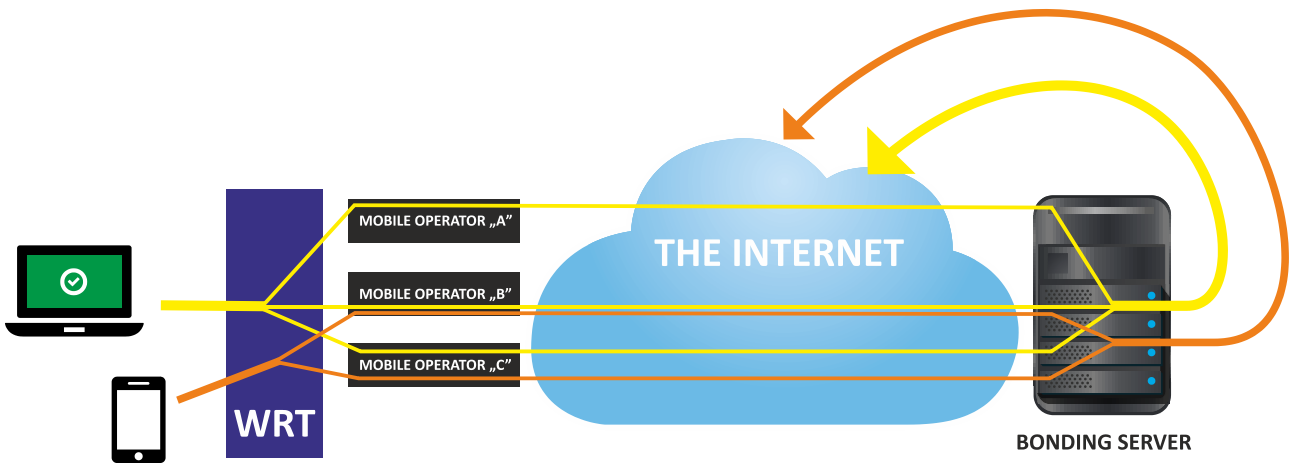 MOBILE OPERATOR „A”
THE INTERNET
MOBILE OPERATOR „B”
MOBILE OPERATOR „C”
WRT
BONDING SERVER